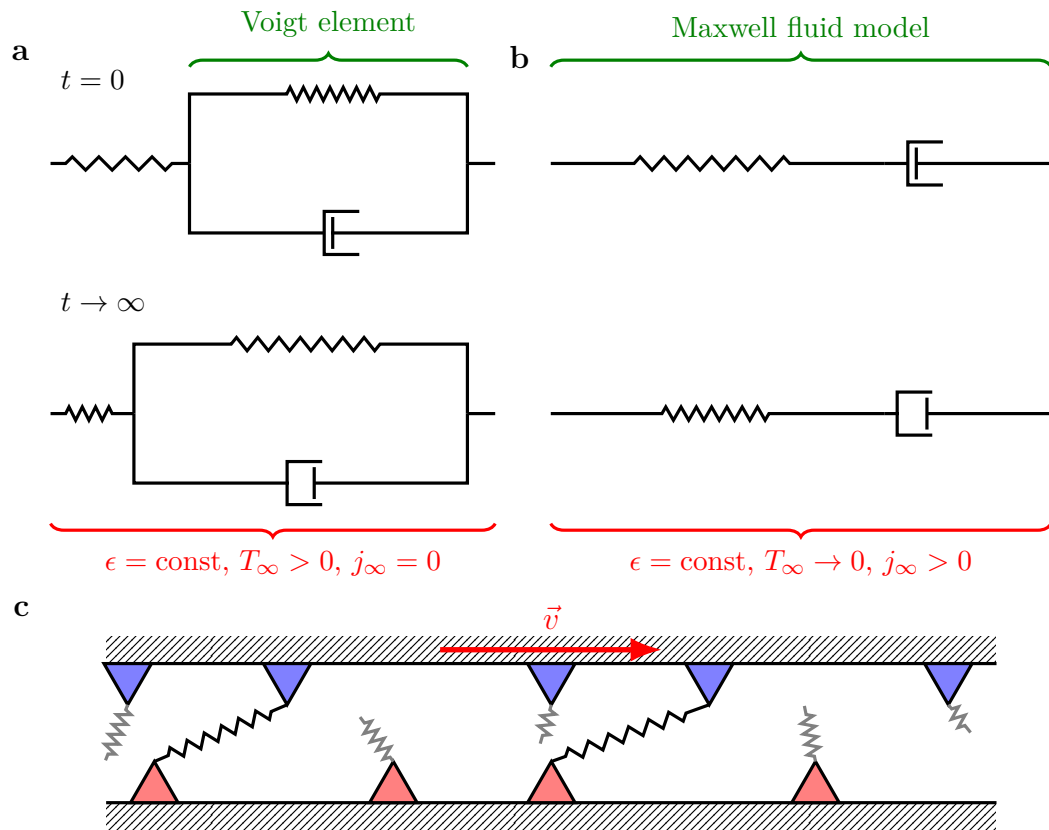 Voigt element
Maxwell fluid model
a
b
t = 0
t → ∞
ϵ = const, T∞ > 0, j∞ = 0
ϵ = const, T∞ → 0, j∞ > 0
c
v⃗